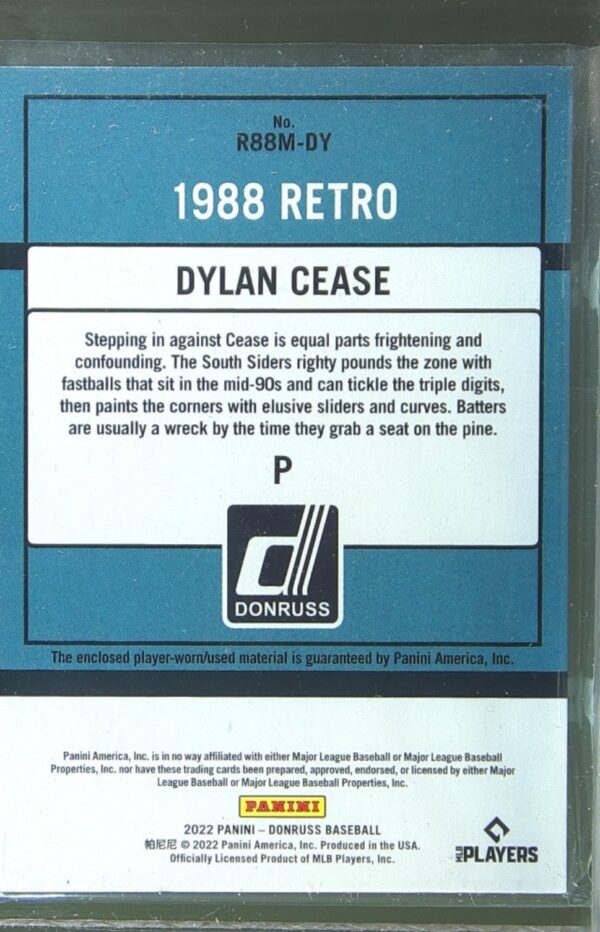 No.
R88M-DY
1988 RETRO
DYLAN CEASE
Stepping in against Cease is equal parts frightening and
confounding. The South Siders righty pounds the zone with
fastballs that sit in the mid-90s and can tickle the triple digits,
then paints the corners with elusive sliders and curves. Batters
are usually a wreck by the time they grab a seat on the pine.
P
d
DONRUSS
The enclosed player-worn/used material is guaranteed by Panini America, Inc.
Panini America, Inc. is in no way affiliated with either Major League Baseball or Major League Baseball
Properties, Inc. nor have these trading cards been prepared, approved, endorsed, or licensed by either Major
League Baseball or Major League Baseball Properties, Inc.
PANINI
2022 PANINI – DONRUSS BASEBALL
帕尼尼 © 2022 Panini America, Inc. Produced in the USA.
Officially Licensed Product of MLB Players, Inc.
MLB PLAYERS